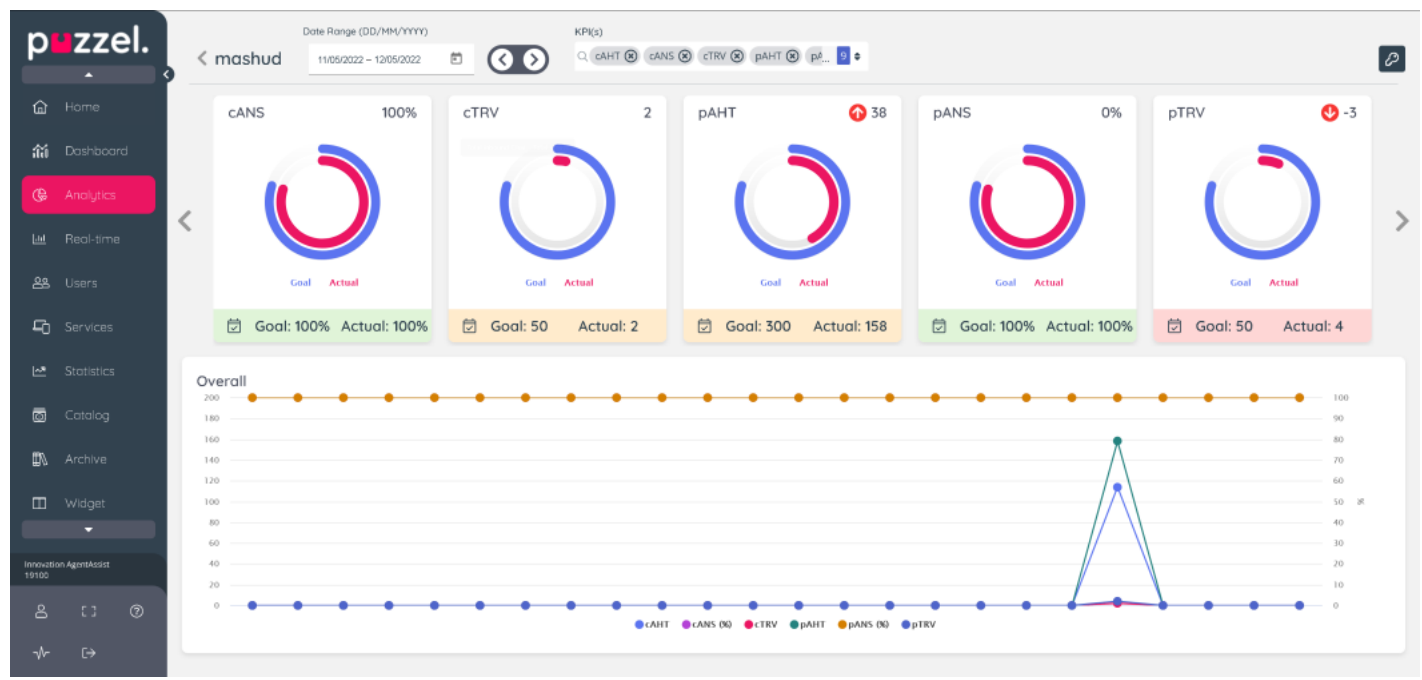 puzzel.
Home
Dashboard
Analytics
Real-time
Users
Services
Statistics
Catalog
Archive
Widget
Innovation AgentAssist
19100
mashud
Date Range (DD/MM/YYYY)
11/05/2022 – 12/05/2022
KPI(s)
cAHT cANS cTRV pAHT pA... 9
cANS 100%
Goal Actual
Goal: 100% Actual: 100%
cTRV 2
Goal Actual
Goal: 50 Actual: 2
pAHT 38
Goal Actual
Goal: 300 Actual: 158
pANS 0%
Goal Actual
Goal: 100% Actual: 100%
pTRV -3
Goal Actual
Goal: 50 Actual: 4
Overall
200 100
180 90
160 80
140 70
120 60
100 50 %
80 40
60 30
40 20
20 10
0 0
cAHT cANS (%) cTRV pAHT pANS (%) pTRV